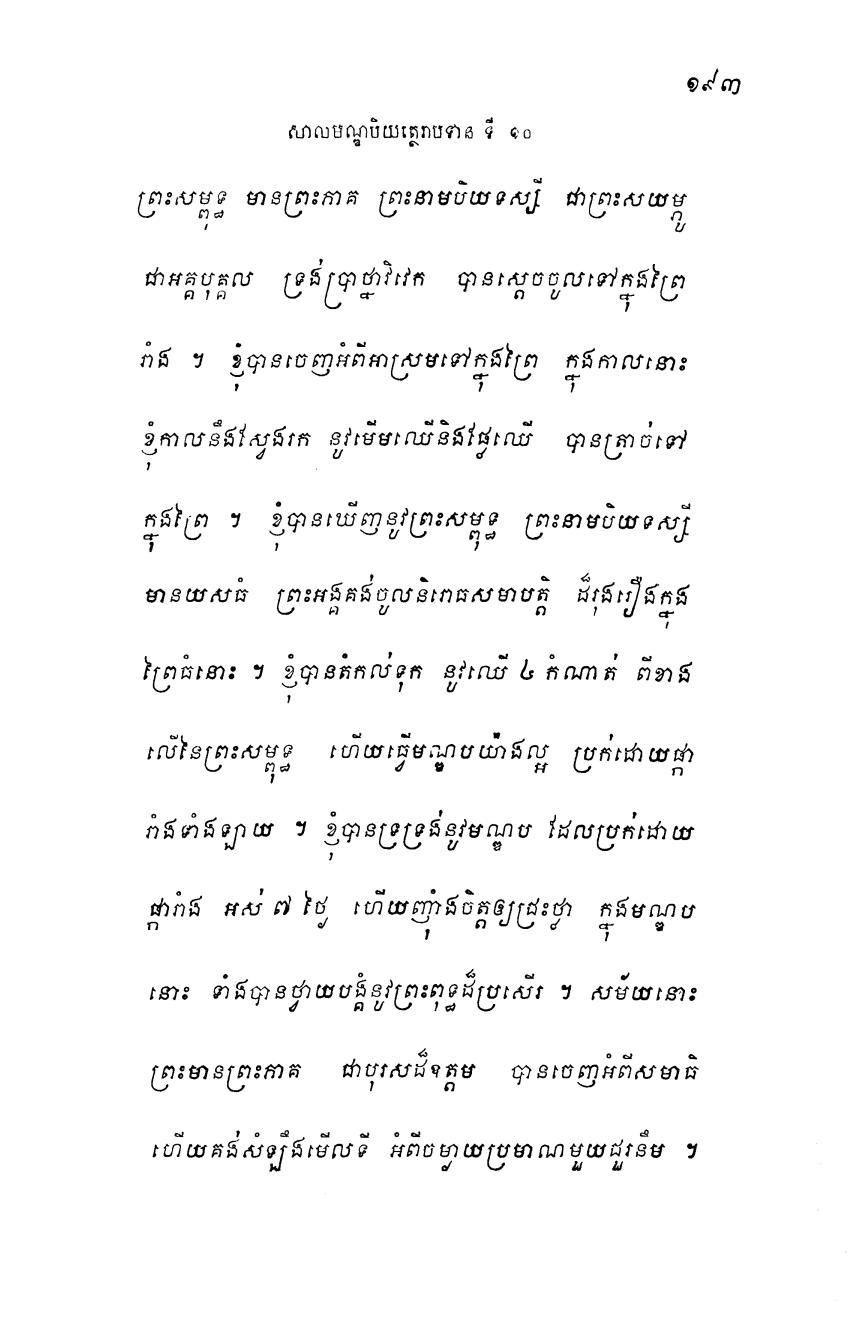 ១៩៣
សាលមណ្ឌបិយត្ថេរាបទាន ទី ១០
ព្រះសម្ពុទ្ធ មានព្រះភាគ ព្រះនាមបិយទស្សី ជាព្រះសយម្ភូ
ជាអគ្គបុគ្គល ទ្រង់ប្រាថ្នាវិវេក បានស្តេចចូលទៅក្នុងព្រៃ
រាំង ។ ខ្ញុំបានចេញអំពីអាស្រមទៅក្នុងព្រៃ ក្នុងកាលនោះ
ខ្ញុំកាលនឹងស្វែងរក នូវមើមឈើនិងផ្លែឈើ បានត្រាច់ទៅ
ក្នុងព្រៃ ។ ខ្ញុំបានឃើញនូវព្រះសម្ពុទ្ធ ព្រះនាមបិយទស្សី
មានយសធំ ព្រះអង្គគង់ចូលនិរោធសមាបត្តិ ដ៏រុងរឿងក្នុង
ព្រៃធំនោះ ។ ខ្ញុំបានតំកល់ទុក នូវឈើ ៤ កំណាត់ ពីខាង
លើនៃព្រះសម្ពុទ្ធ ហើយធ្វើមណ្ឌបយ៉ាងល្អ ប្រក់ដោយផ្កា
រាំងទាំងឡាយ ។ ខ្ញុំបានទ្រទ្រង់នូវមណ្ឌប ដែលប្រក់ដោយ
ផ្ការាំង អស់ ៧ ថ្ងៃ ហើយញ៉ាំងចិត្តឲ្យជ្រះថ្លា ក្នុងមណ្ឌប
នោះ ទាំងបានថ្វាយបង្គំនូវព្រះពុទ្ធដ៏ប្រសើរ ។ សម័យនោះ
ព្រះមានព្រះភាគ ជាបុរសដ៏ឧត្តម បានចេញអំពីសមាធិ
ហើយគង់សំឡឹងមើលទី អំពីចម្ងាយប្រមាណមួយជួរនឹម ។